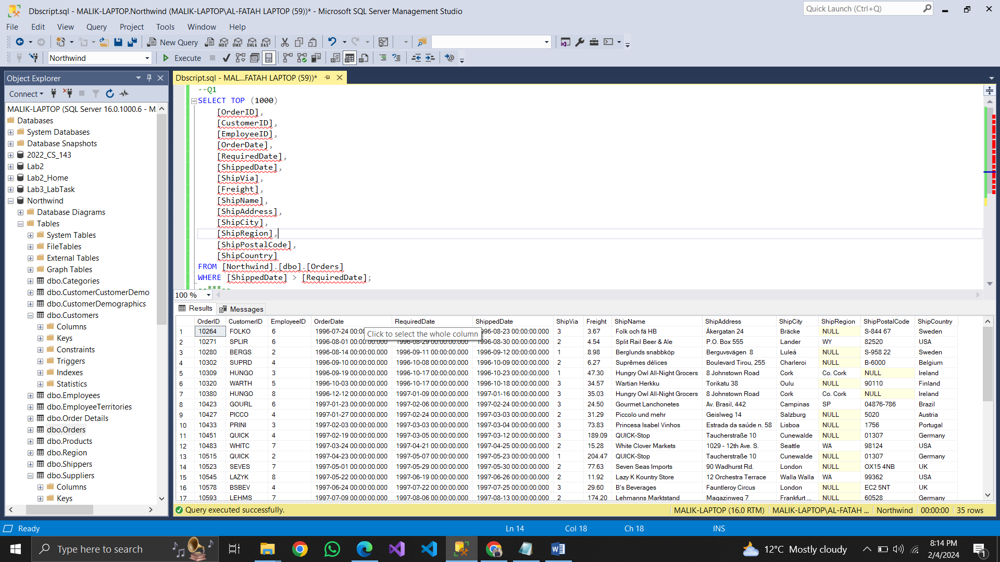 Dbscript.sql - MALIK-LAPTOP.Northwind (MALIK-LAPTOP\AL-FATAH LAPTOP (59))* - Microsoft SQL Server Management Studio
Quick Launch (Ctrl+Q)
File Edit View Query Project Tools Window Help
New Query MDX DMX XMLA DAX
Northwind Execute
Object Explorer
Connect
MALIK-LAPTOP (SQL Server 16.0.1000.6 - M
Databases
System Databases
Database Snapshots
2022_CS_143
Lab2
Lab2_Home
Lab3_LabTask
Northwind
Database Diagrams
Tables
System Tables
FileTables
External Tables
Graph Tables
dbo.Categories
dbo.CustomerCustomerDemo
dbo.CustomerDemographics
dbo.Customers
Columns
Keys
Constraints
Triggers
Indexes
Statistics
dbo.Employees
dbo.EmployeeTerritories
dbo.Order Details
dbo.Orders
dbo.Products
dbo.Region
dbo.Shippers
dbo.Suppliers
Columns
Keys
Dbscript.sql - MAL...FATAH LAPTOP (59))*
--Q1
SELECT TOP (1000)
[OrderID],
[CustomerID],
[EmployeeID],
[OrderDate],
[RequiredDate],
[ShippedDate],
[ShipVia],
[Freight],
[ShipName],
[ShipAddress],
[ShipCity],
[ShipRegion],
[ShipPostalCode],
[ShipCountry]
FROM [Northwind].[dbo].[Orders]
WHERE [ShippedDate] > [RequiredDate];
--***--
100 %
Results Messages
OrderID CustomerID EmployeeID OrderDate RequiredDate ShippedDate ShipVia Freight ShipName ShipAddress ShipCity ShipRegion ShipPostalCode ShipCountry
1 10264 FOLKO 6 1996-07-24 00:0 996-08-23 00:00:00.000 3 3.67 Folk och fä HB Åkergatan 24 Bräcke NULL S-844 67 Sweden
Click to select the whole column
2 10271 SPLIR 6 1996-08-01 00:00:00.000 1996-08-29 00:00:00.000 1996-08-30 00:00:00.000 2 4.54 Split Rail Beer & Ale P.O. Box 555 Lander WY 82520 USA
3 10280 BERGS 2 1996-08-14 00:00:00.000 1996-09-11 00:00:00.000 1996-09-12 00:00:00.000 1 8.98 Berglunds snabbköp Berguvsvägen 8 Luleå NULL S-958 22 Sweden
4 10302 SUPRD 4 1996-09-10 00:00:00.000 1996-10-08 00:00:00.000 1996-10-09 00:00:00.000 2 6.27 Suprêmes délices Boulevard Tirou, 255 Charleroi NULL B-6000 Belgium
5 10309 HUNGO 3 1996-09-19 00:00:00.000 1996-10-17 00:00:00.000 1996-10-23 00:00:00.000 1 47.30 Hungry Owl All-Night Grocers 8 Johnstown Road Cork Co. Cork NULL Ireland
6 10320 WARTH 5 1996-10-03 00:00:00.000 1996-10-17 00:00:00.000 1996-10-18 00:00:00.000 3 34.57 Wartian Herkku Torikatu 38 Oulu NULL 90110 Finland
7 10380 HUNGO 8 1996-12-12 00:00:00.000 1997-01-09 00:00:00.000 1997-01-16 00:00:00.000 3 35.03 Hungry Owl All-Night Grocers 8 Johnstown Road Cork Co. Cork NULL Ireland
8 10423 GOURL 6 1997-01-23 00:00:00.000 1997-02-06 00:00:00.000 1997-02-24 00:00:00.000 3 24.50 Gourmet Lanchonetes Av. Brasil, 442 Campinas SP 04876-786 Brazil
9 10427 PICCO 4 1997-01-27 00:00:00.000 1997-02-24 00:00:00.000 1997-03-03 00:00:00.000 2 31.29 Piccolo und mehr Geislweg 14 Salzburg NULL 5020 Austria
10 10433 PRINI 3 1997-02-03 00:00:00.000 1997-03-03 00:00:00.000 1997-03-04 00:00:00.000 3 73.83 Princesa Isabel Vinhos Estrada da saúde n. 58 Lisboa NULL 1756 Portugal
11 10451 QUICK 4 1997-02-19 00:00:00.000 1997-03-05 00:00:00.000 1997-03-12 00:00:00.000 3 189.09 QUICK-Stop Taucherstraße 10 Cunewalde NULL 01307 Germany
12 10483 WHITC 7 1997-03-24 00:00:00.000 1997-04-21 00:00:00.000 1997-04-25 00:00:00.000 2 15.28 White Clover Markets 1029 - 12th Ave. S. Seattle WA 98124 USA
13 10515 QUICK 2 1997-04-23 00:00:00.000 1997-05-07 00:00:00.000 1997-05-23 00:00:00.000 1 204.47 QUICK-Stop Taucherstraße 10 Cunewalde NULL 01307 Germany
14 10523 SEVES 7 1997-05-01 00:00:00.000 1997-05-29 00:00:00.000 1997-05-30 00:00:00.000 2 77.63 Seven Seas Imports 90 Wadhurst Rd. London NULL OX15 4NB UK
15 10545 LAZYK 8 1997-05-22 00:00:00.000 1997-06-19 00:00:00.000 1997-06-26 00:00:00.000 2 11.92 Lazy K Kountry Store 12 Orchestra Terrace Walla Walla WA 99362 USA
16 10578 BSBEV 4 1997-06-24 00:00:00.000 1997-07-22 00:00:00.000 1997-07-25 00:00:00.000 3 29.60 B's Beverages Fauntleroy Circus London NULL EC2 5NT UK
17 10593 LEHMS 7 1997-07-09 00:00:00.000 1997-08-06 00:00:00.000 1997-08-13 00:00:00.000 2 174.20 Lehmanns Marktstand Magazinweg 7 Frankfurt ... NULL 60528 Germany
Query executed successfully. MALIK-LAPTOP (16.0 RTM) MALIK-LAPTOP\AL-FATAH ... Northwind 00:00:00 35 rows
Ready Ln 14 Col 18 Ch 18 INS
Type here to search 12°C Mostly cloudy 8:14 PM
2/4/2024 1